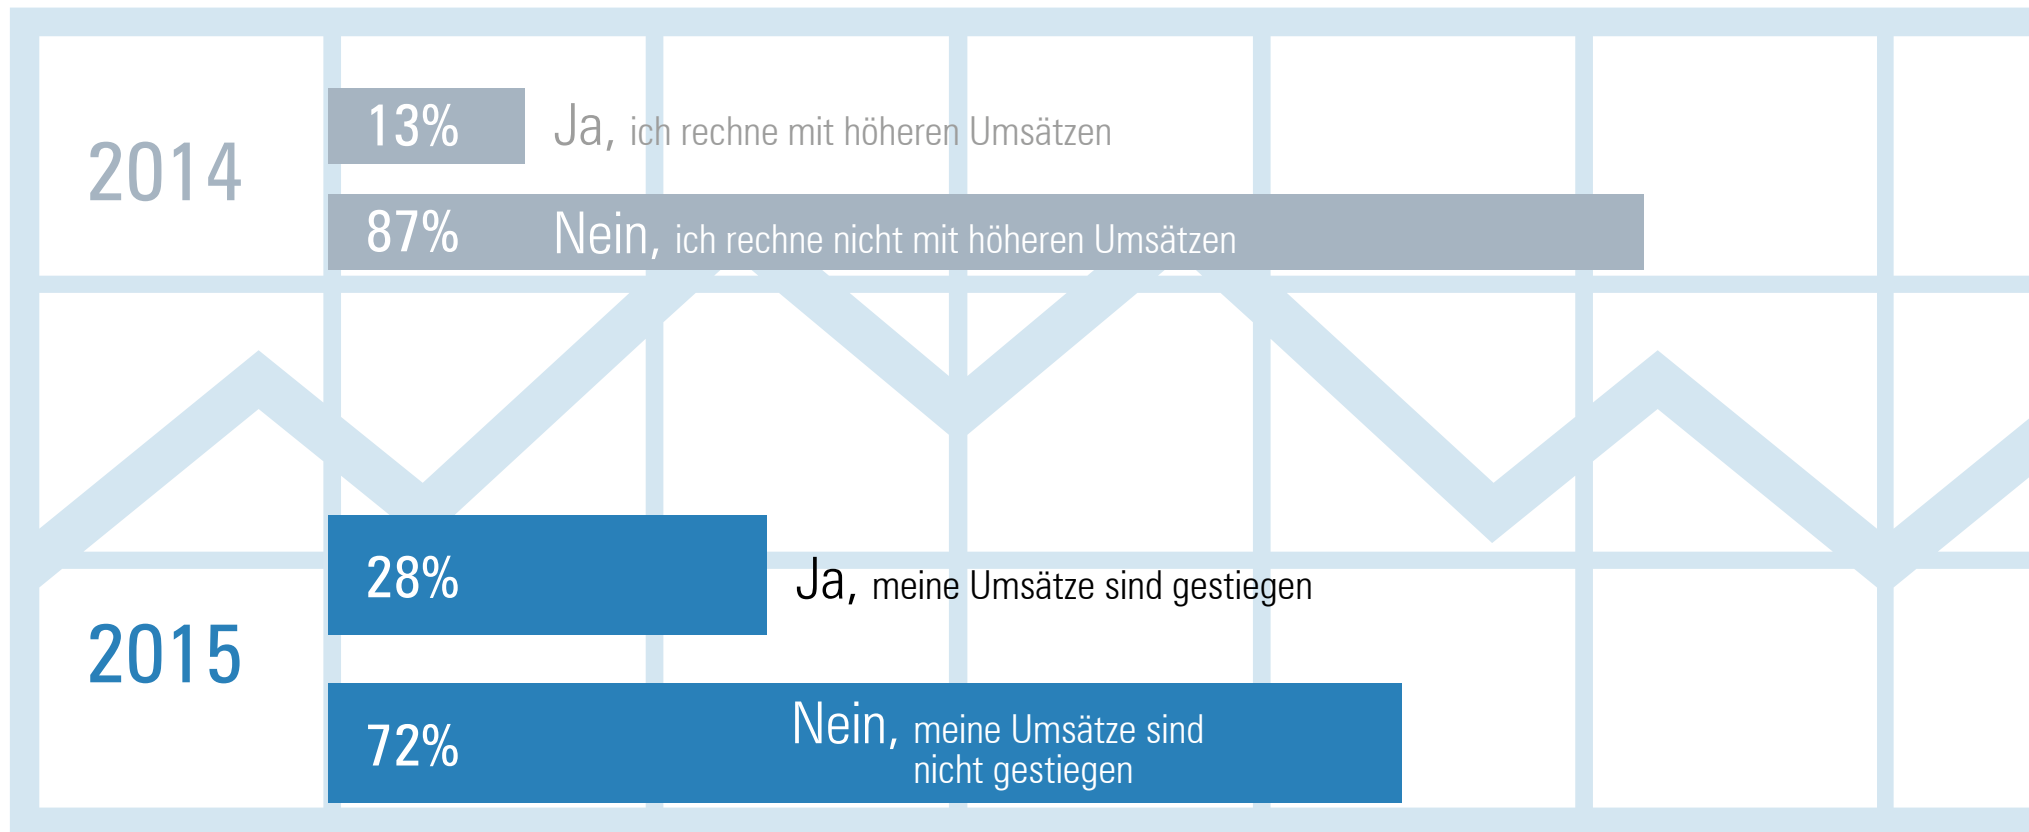 2014
13% Ja, ich rechne mit höheren Umsätzen
87% Nein, ich rechne nicht mit höheren Umsätzen
2015
28% Ja, meine Umsätze sind gestiegen
72% Nein, meine Umsätze sind
nicht gestiegen